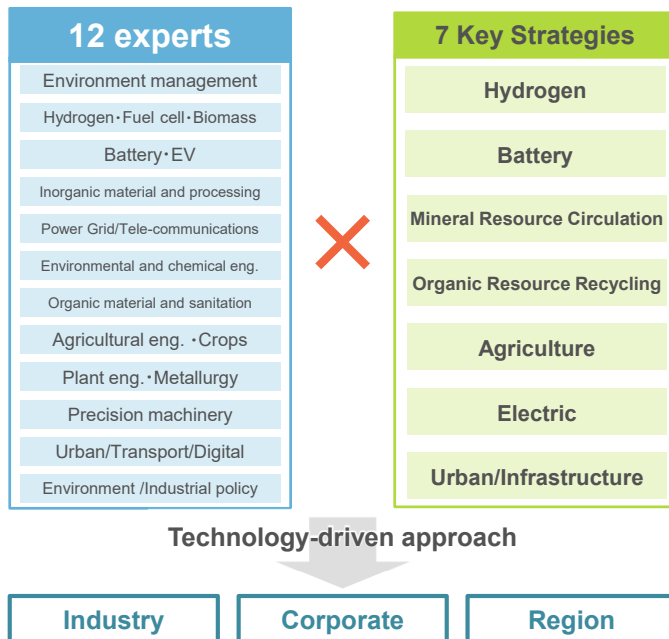 12 experts
Environment management
Hydrogen・Fuel cell・Biomass
Battery・EV
Inorganic material and processing
Power Grid/Tele-communications
Environmental and chemical eng.
Organic material and sanitation
Agricultural eng. ・Crops
Plant eng.・Metallurgy
Precision machinery
Urban/Transport/Digital
Environment /Industrial policy
7 Key Strategies
Hydrogen
Battery
Mineral Resource Circulation
Organic Resource Recycling
Agriculture
Electric
Urban/Infrastructure
Technology-driven approach
Industry
Corporate
Region